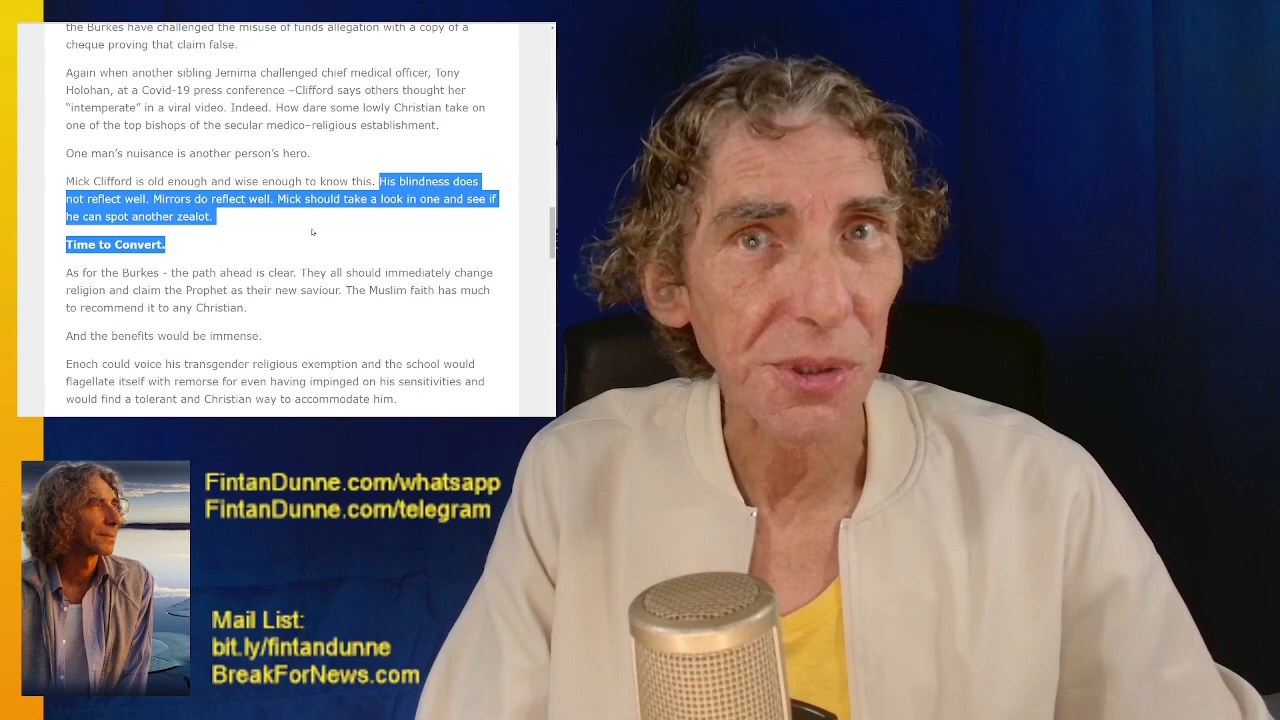 the Burkes have challenged the misuse of funds allegation with a copy of a
cheque proving that claim false.
Again when another sibling Jemima challenged chief medical officer, Tony
Holohan, at a Covid-19 press conference –Clifford says others thought her
“intemperate” in a viral video. Indeed. How dare some lowly Christian take on
one of the top bishops of the secular medico–religious establishment.
One man’s nuisance is another person’s hero.
Mick Clifford is old enough and wise enough to know this. His blindness does
not reflect well. Mirrors do reflect well. Mick should take a look in one and see if
he can spot another zealot.
Time to Convert.
As for the Burkes - the path ahead is clear. They all should immediately change
religion and claim the Prophet as their new saviour. The Muslim faith has much
to recommend it to any Christian.
And the benefits would be immense.
Enoch could voice his transgender religious exemption and the school would
flagellate itself with remorse for even having impinged on his sensitivities and
would find a tolerant and Christian way to accommodate him.
FintanDunne.com/whatsapp
FintanDunne.com/telegram
Mail List:
bit.ly/fintandunne
BreakForNews.com